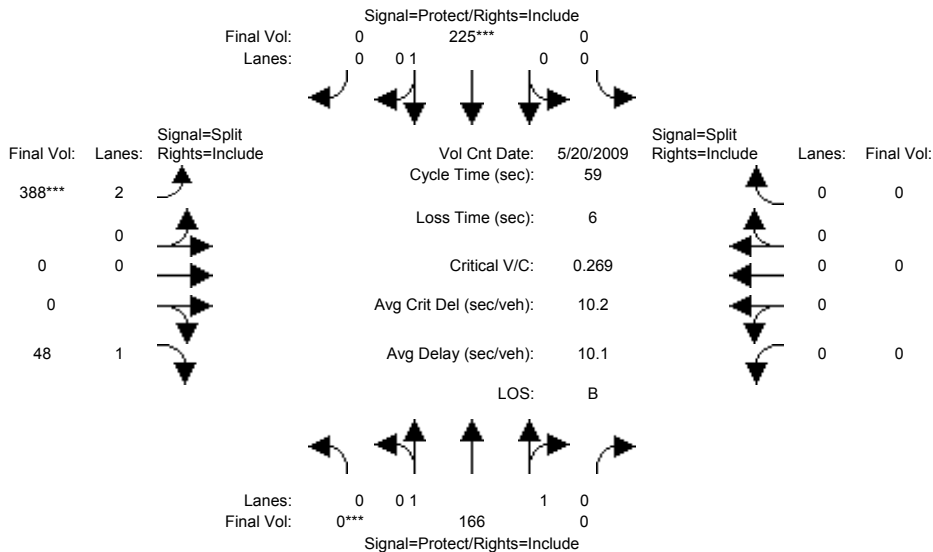 Signal=Protect/Rights=Include
Final Vol: 0 225*** 0
Lanes: 0 0 1 0 0
Signal=Split Signal=Split
Final Vol: Lanes: Rights=Include Vol Cnt Date: 5/20/2009 Rights=Include Lanes: Final Vol:
Cycle Time (sec): 59
388*** 2 0 0
Loss Time (sec): 6
0 0
0 0 Critical V/C: 0.269 0 0
0 Avg Crit Del (sec/veh): 10.2 0
48 1 Avg Delay (sec/veh): 10.1 0 0
LOS: B
Lanes: 0 0 1 1 0
Final Vol: 0*** 166 0
Signal=Protect/Rights=Include